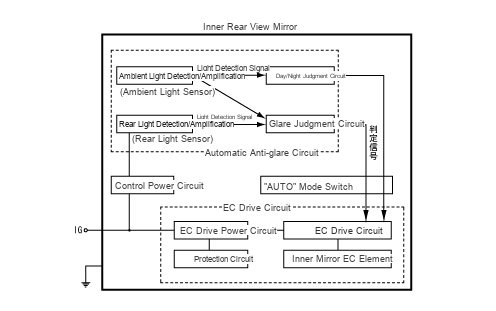 Inner Rear View Mirror
Light Detection Signal
Ambient Light Detection/Amplification
Day/Night Judgment Circuit
(Ambient Light Sensor)
Light Detection Signal
Rear Light Detection/Amplification
Glare Judgment Circuit
(Rear Light Sensor)
判定信号
Automatic Anti-glare Circuit
Control Power Circuit
"AUTO" Mode Switch
EC Drive Circuit
IG
EC Drive Power Circuit
EC Drive Circuit
Protection Circuit
Inner Mirror EC Element